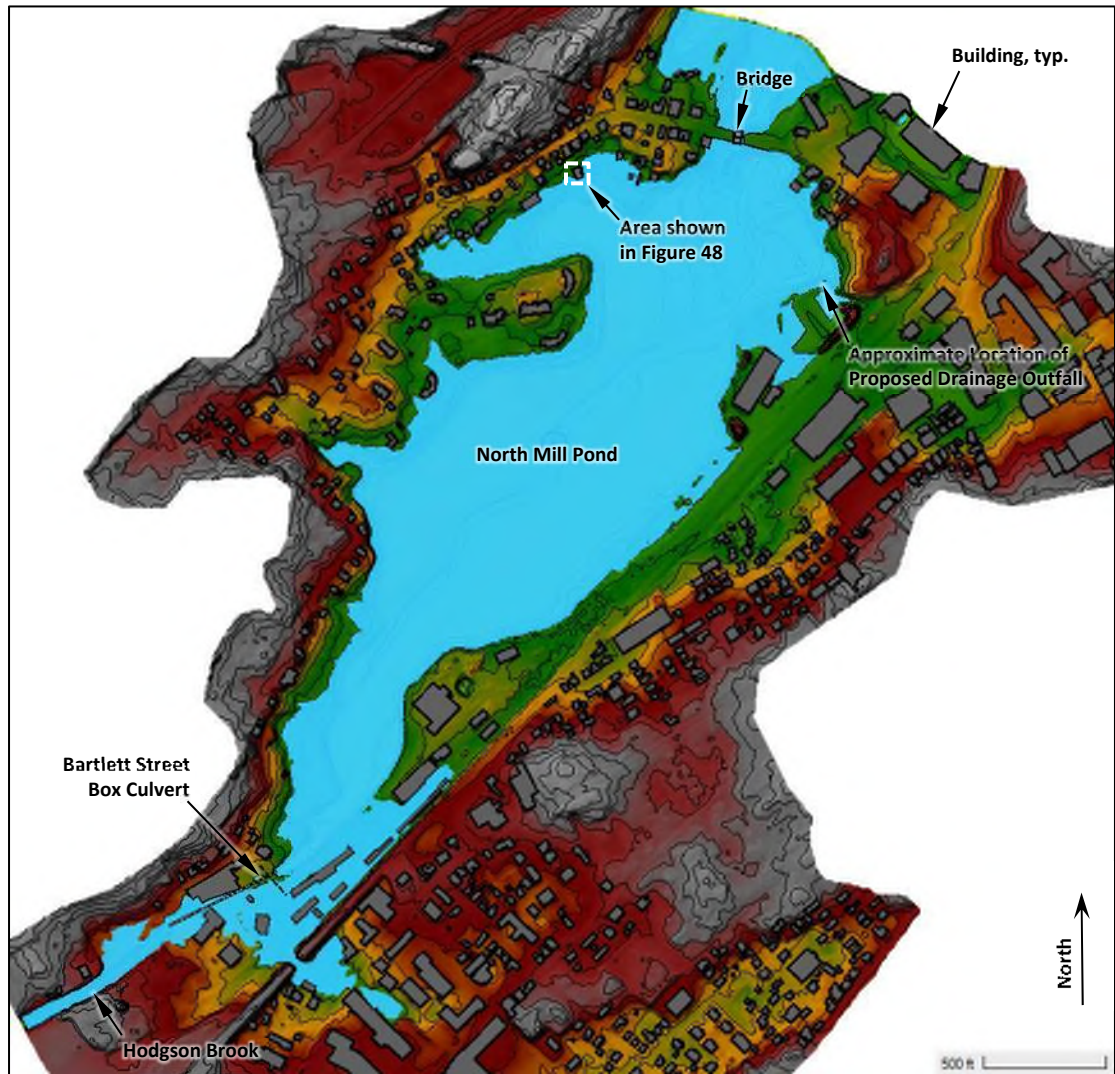 Bridge
Building, typ.
Area shown
in Figure 48
Approximate Location of
Proposed Drainage Outfall
North Mill Pond
Bartlett Street
Box Culvert
Hodgson Brook
North
500 ft